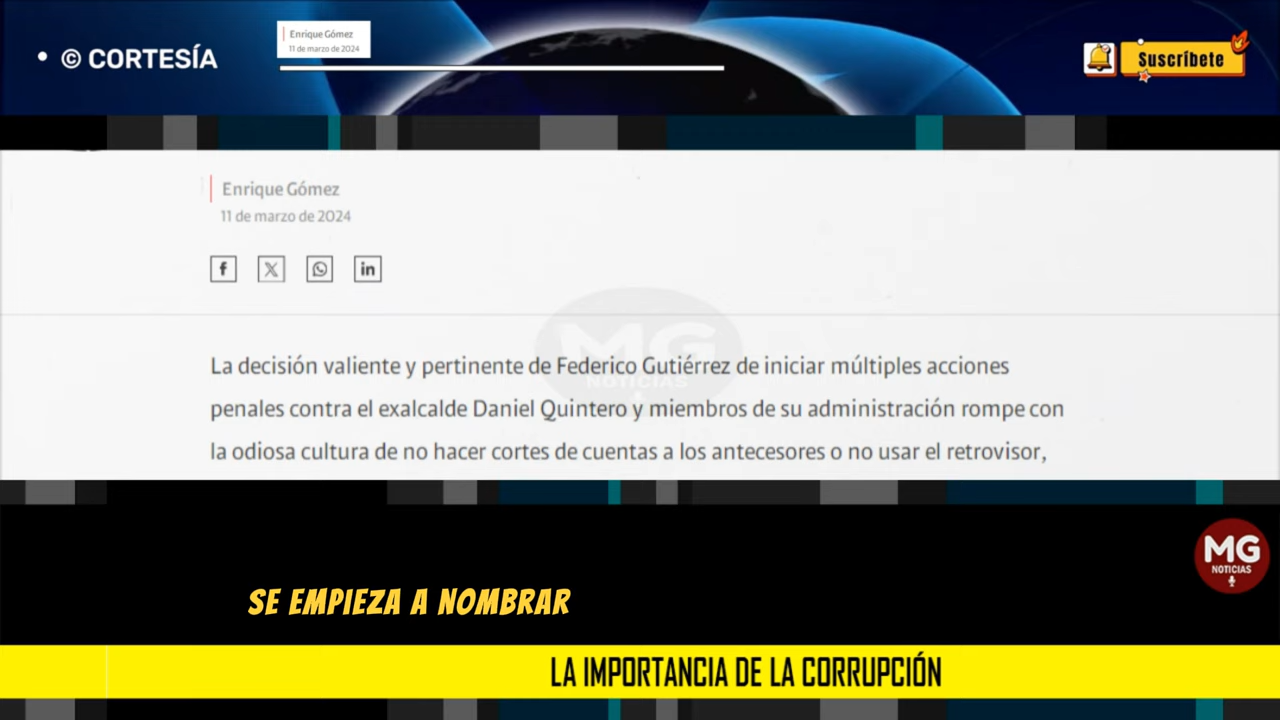 © CORTESÍA
Enrique Gómez
11 de marzo de 2024
Suscríbete
Enrique Gómez
11 de marzo de 2024
La decisión valiente y pertinente de Federico Gutiérrez de iniciar múltiples acciones
penales contra el exalcalde Daniel Quintero y miembros de su administración rompe con
la odiosa cultura de no hacer cortes de cuentas a los antecesores o no usar el retrovisor,
MG
NOTICIAS
MG
NOTICIAS
SE EMPIEZA A NOMBRAR
LA IMPORTANCIA DE LA CORRUPCIÓN